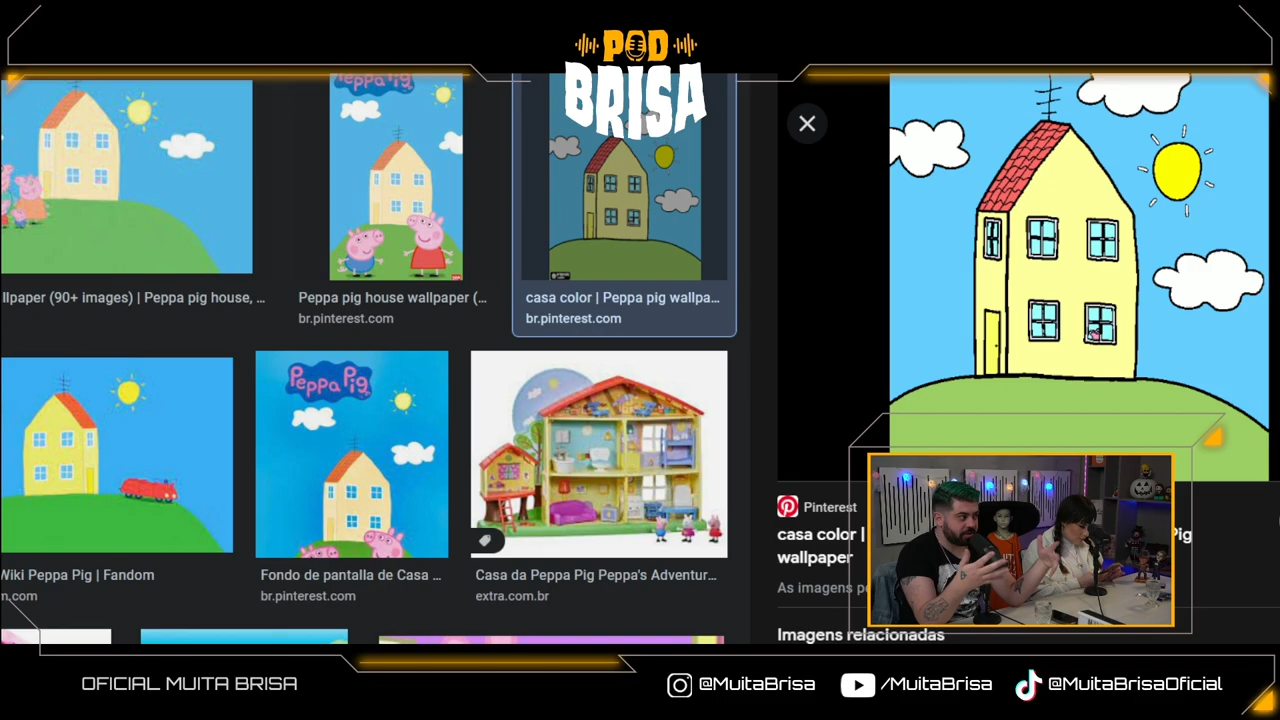 POD
BRISA
Peppa Pig
llpaper (90+ images) | Peppa pig house, ...
Peppa pig house wallpaper (...
br.pinterest.com
casa color | Peppa pig wallpa...
br.pinterest.com
Peppa Pig
Wiki Peppa Pig | Fandom
n.com
Fondo de pantalla de Casa ...
br.pinterest.com
Casa da Peppa Pig Peppa's Adventur...
extra.com.br
Pinterest
casa color |
Pig
wallpaper
As imagens p
Imagens relacionadas
OFICIAL MUITA BRISA
@MuitaBrisa
/MuitaBrisa
@MuitaBrisaOficial